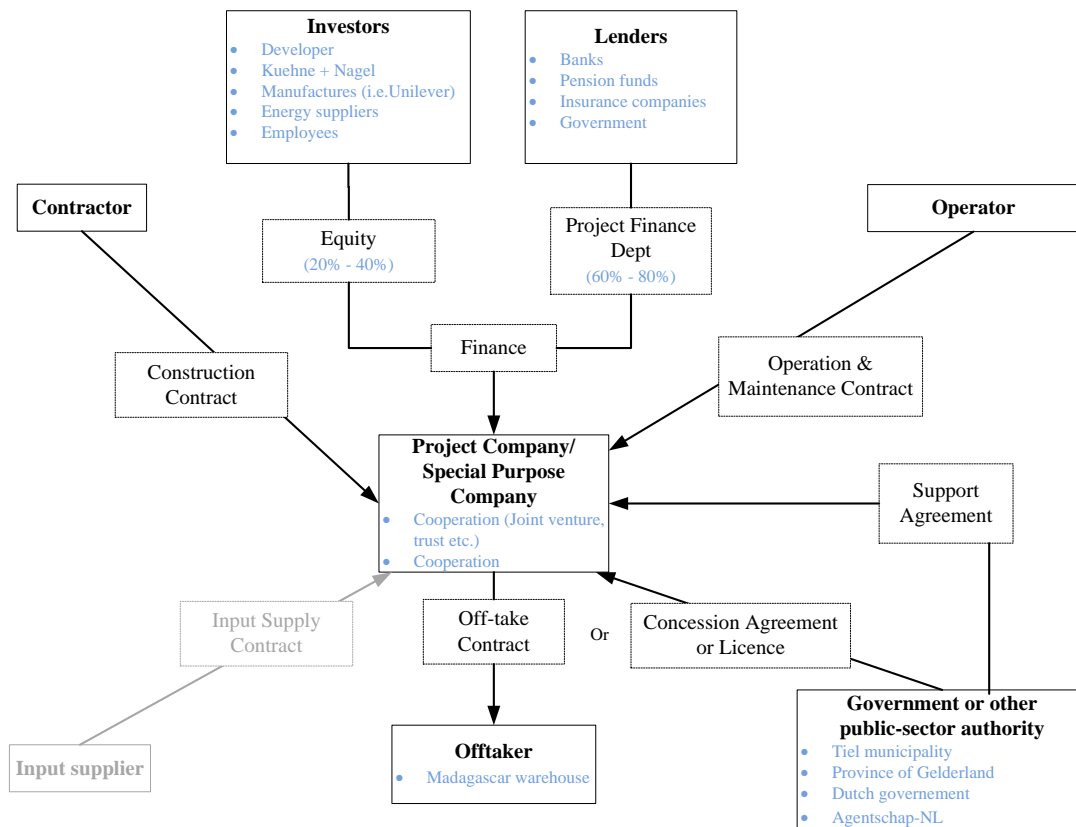 Investors
Developer
Kuehne + Nagel
Manufactures (i.e.Unilever)
Energy suppliers
Employees
Lenders
Banks
Pension funds
Insurance companies
Government
Contractor
Equity
(20% - 40%)
Project Finance
Dept
(60% - 80%)
Operator
Finance
Construction
Contract
Operation &
Maintenance Contract
Project Company/
Special Purpose
Company
Cooperation (Joint venture,
trust etc.)
Cooperation
Support
Agreement
Input Supply
Contract
Off-take
Contract
Or
Concession Agreement
or Licence
Input supplier
Offtaker
Madagascar warehouse
Government or other
public-sector authority
Tiel municipality
Province of Gelderland
Dutch governement
Agentschap-NL